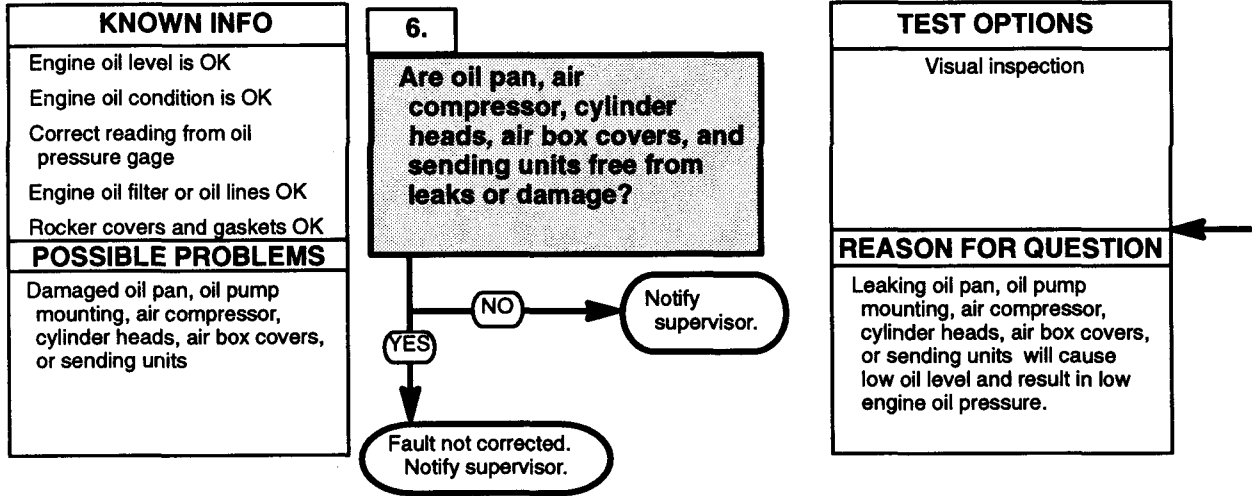 KNOWN INFO
Engine oil level is OK
Engine oil condition is OK
Correct reading from oil
pressure gage
Engine oil filter or oil lines OK
Rocker covers and gaskets OK
POSSIBLE PROBLEMS
Damaged oil pan, oil pump
mounting, air compressor,
cylinder heads, air box covers,
or sending units
6.
Are oil pan, air
compressor, cylinder
heads, air box covers, and
sending units free from
leaks or damage?
NO
Notify
supervisor.
YES
Fault not corrected.
Notify supervisor.
TEST OPTIONS
Visual inspection
REASON FOR QUESTION
Leaking oil pan, oil pump
mounting, air compressor,
cylinder heads, air box covers,
or sending units will cause
low oil level and result in low
engine oil pressure.